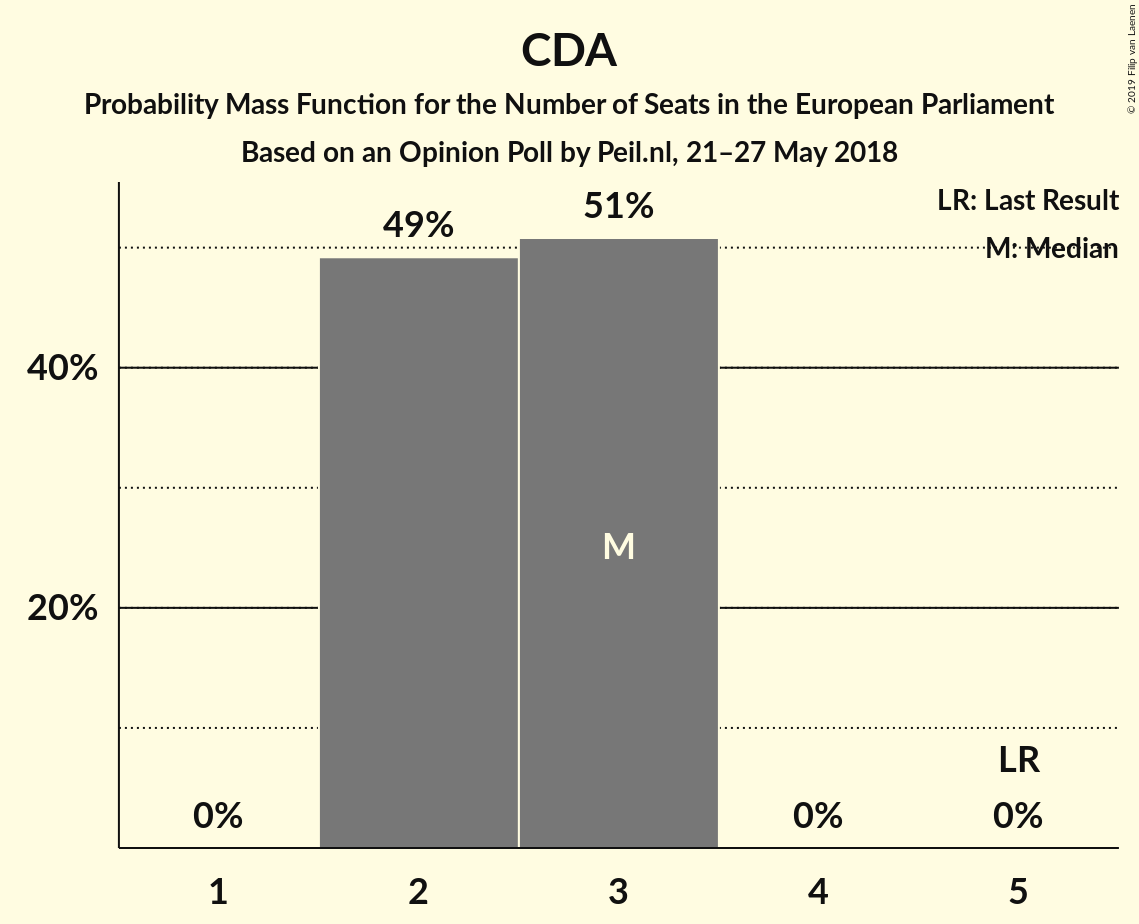 CDA
Probability Mass Function for the Number of Seats in the European Parliament
Based on an Opinion Poll by Peil.nl, 21–27 May 2018
© 2019 Filip van Laenen
LR: Last Result
M: Median
51%
49%
40%
M
20%
LR
0%
0%
0%
1 2 3 4 5